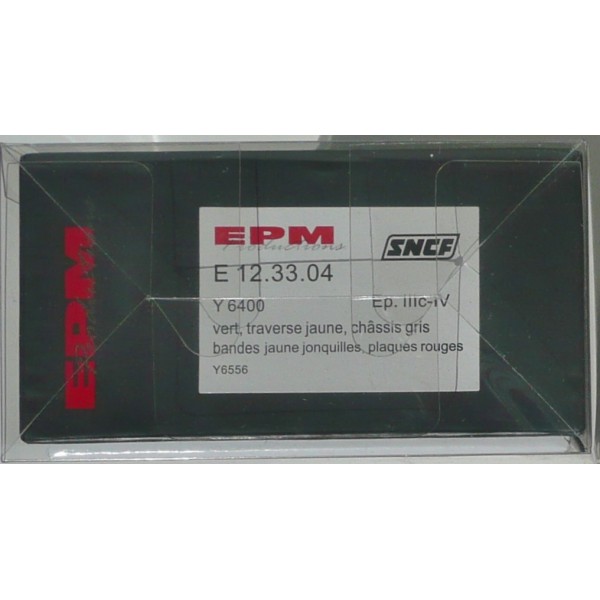 EPM
EPM
Productions
SNCF
E 12.33.04
Y 6400 Ep. IIIc-IV
vert, traverse jaune, châssis gris
bandes jaune jonquilles, plaques rouges
Y6556